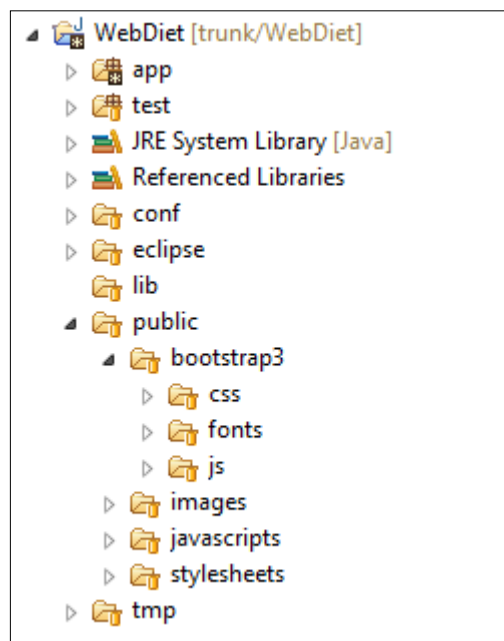 WebDiet [trunk/WebDiet]
app
test
JRE System Library [Java]
Referenced Libraries
conf
eclipse
lib
public
bootstrap3
css
fonts
js
images
javascripts
stylesheets
tmp